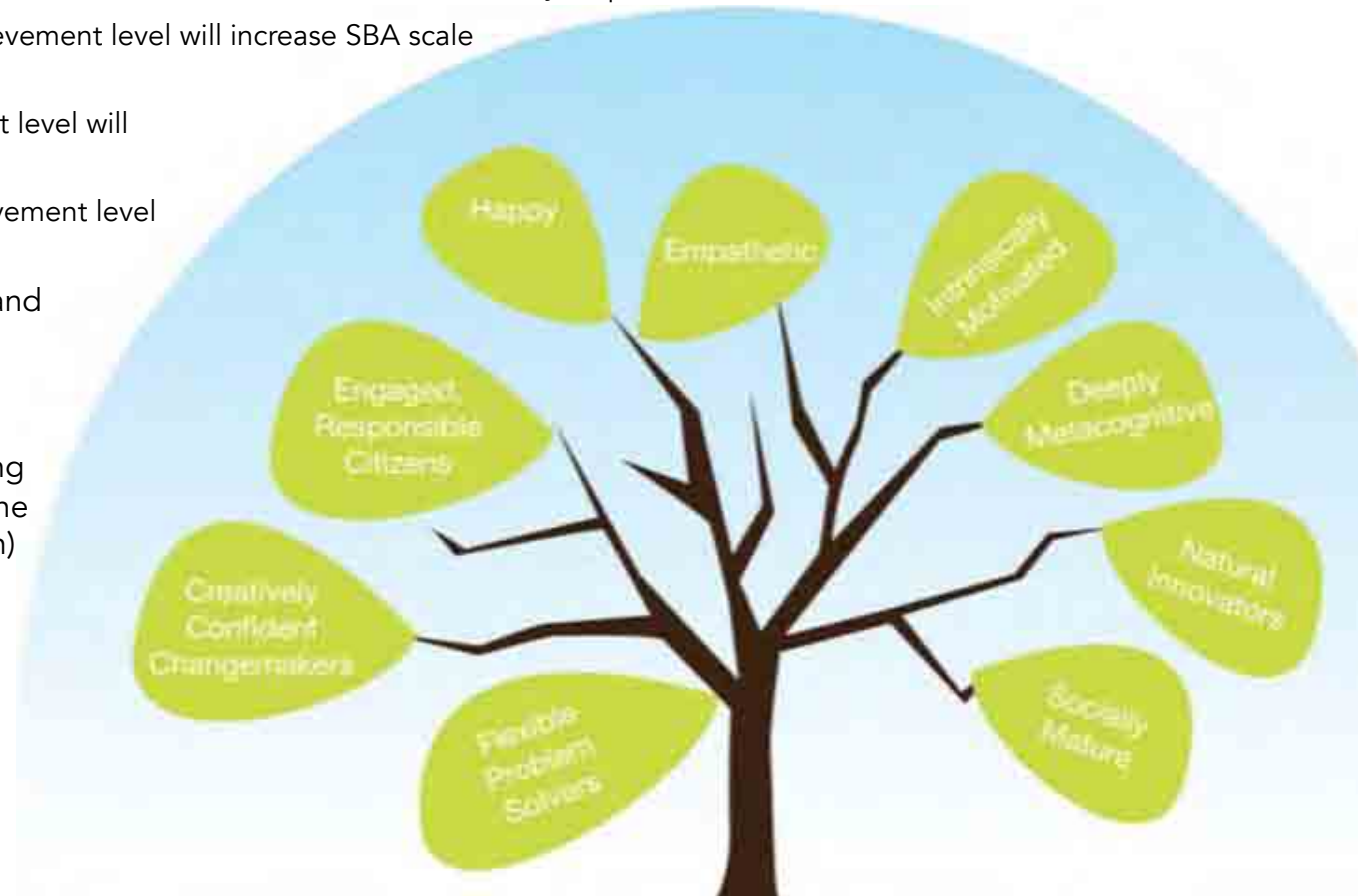 evement level will increase SBA scale
t level will
vement level
and
ng
ne
n)
Happy
Empathetic
Intrinsically
Motivated
Engaged,
Responsible
Citizens
Deeply
Metacognitive
Creatively
Confident
Changemakers
Natural
Innovators
Flexible
Problem
Solvers
Socially
Mature